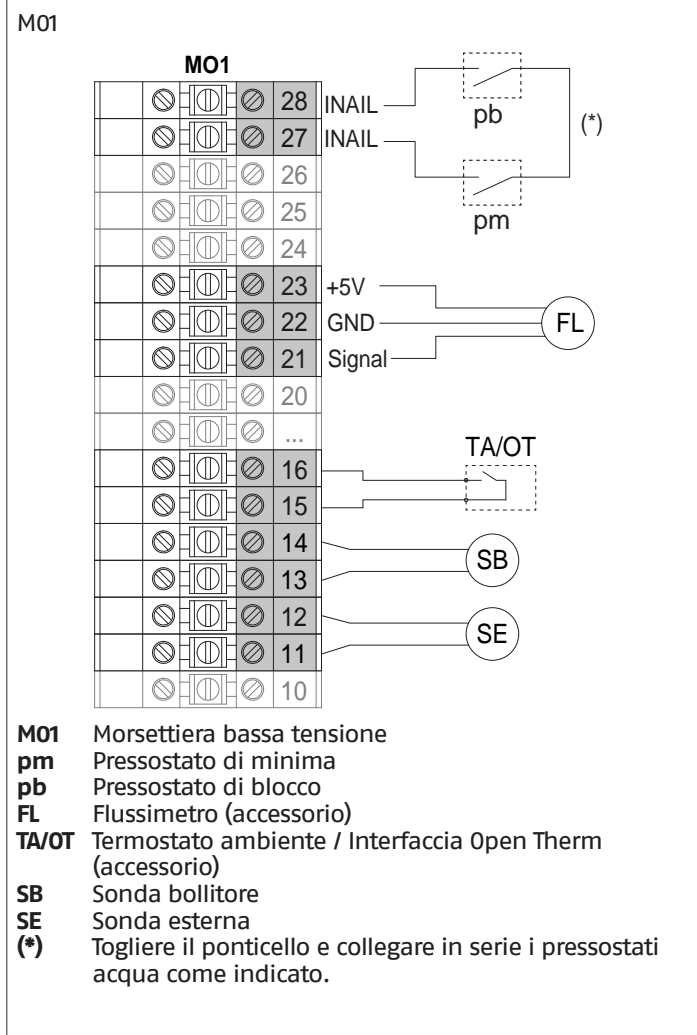 M01
MO1
28 INAIL
pb
(*)
27 INAIL
26
25
pm
24
23 +5V
22 GND
FL
21 Signal
20
...
TA/OT
16
15
14
SB
13
12
SE
11
10
M01 Morsettiera bassa tensione
pm Pressostato di minima
pb Pressostato di blocco
FL Flussimetro (accessorio)
TA/OT Termostato ambiente / Interfaccia Open Therm
(accessorio)
SB Sonda bollitore
SE Sonda esterna
(*) Togliere il ponticello e collegare in serie i pressostati
acqua come indicato.